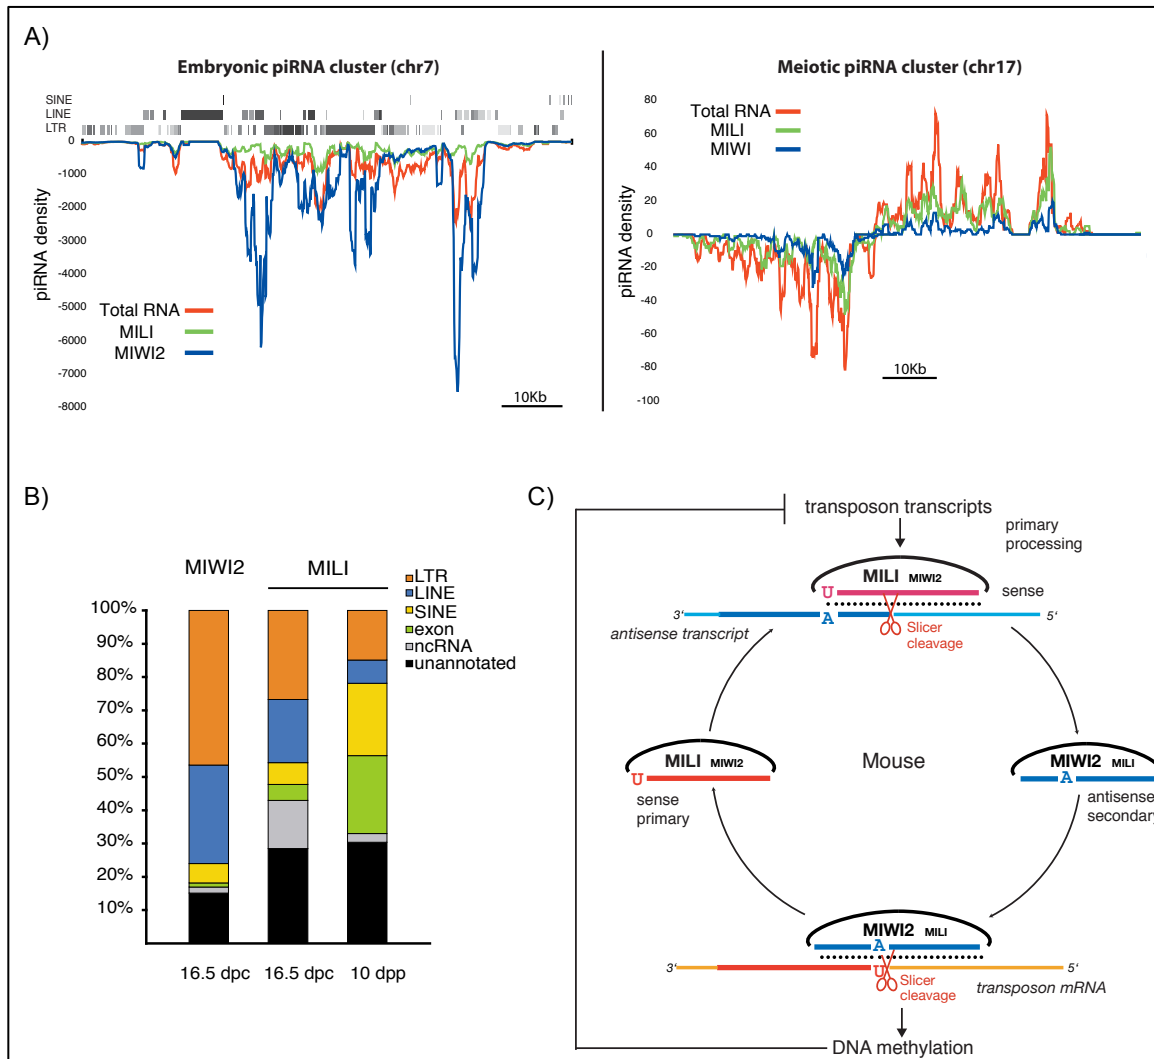 A)
Embryonic piRNA cluster (chr7)
SINE
LINE
LTR
0
-1000
-2000
-3000
-4000
-5000
-6000
-7000
-8000
piRNA density
Total RNA
MILI
MIWI2
10Kb
Meiotic piRNA cluster (chr17)
80
60
40
20
0
-20
-40
-60
-80
-100
piRNA density
Total RNA
MILI
MIWI
10Kb
B)
MIWI2
MILI
LTR
LINE
SINE
exon
ncRNA
unannotated
100%
90%
80%
70%
60%
50%
40%
30%
20%
10%
16.5 dpc
16.5 dpc
10 dpp
C)
transposon transcripts
primary
processing
MILI MIWI2
U
sense
3‘
A
5‘
antisense transcript
Slicer
cleavage
MILI MIWI2
U
sense
primary
Mouse
MIWI2 MILI
A
antisense
secondary
MIWI2 MILI
A
3‘
U
5‘
Slicer
cleavage
transposon mRNA
DNA methylation